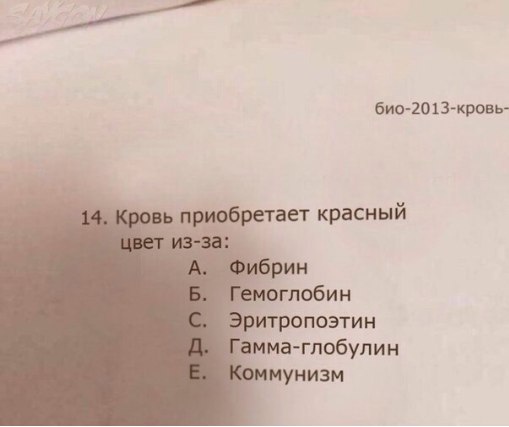 био-2013-кровь-
14. Кровь приобретает красный
цвет из-за:
А. Фибрин
Б. Гемоглобин
С. Эритропоэтин
Д. Гамма-глобулин
Е. Коммунизм